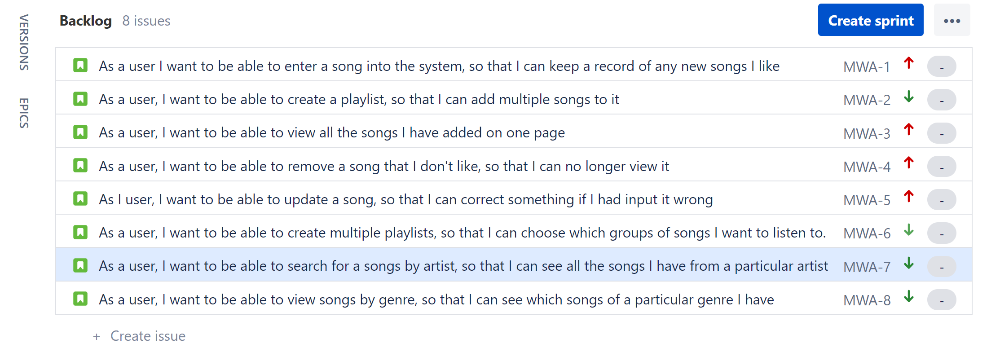 VERSIONS
EPICS
Backlog 8 issues
Create sprint
•••
As a user I want to be able to enter a song into the system, so that I can keep a record of any new songs I like MWA-1 -
As a user, I want to be able to create a playlist, so that I can add multiple songs to it MWA-2 -
As a user, I want to be able to view all the songs I have added on one page MWA-3 -
As a user, I want to be able to remove a song that I don't like, so that I can no longer view it MWA-4 -
As I user, I want to be able to update a song, so that I can correct something if I had input it wrong MWA-5 -
As a user, I want to be able to create multiple playlists, so that I can choose which groups of songs I want to listen to. MWA-6 -
As a user, I want to be able to search for a songs by artist, so that I can see all the songs I have from a particular artist MWA-7 -
As a user, I want to be able to view songs by genre, so that I can see which songs of a particular genre I have MWA-8 -
+ Create issue